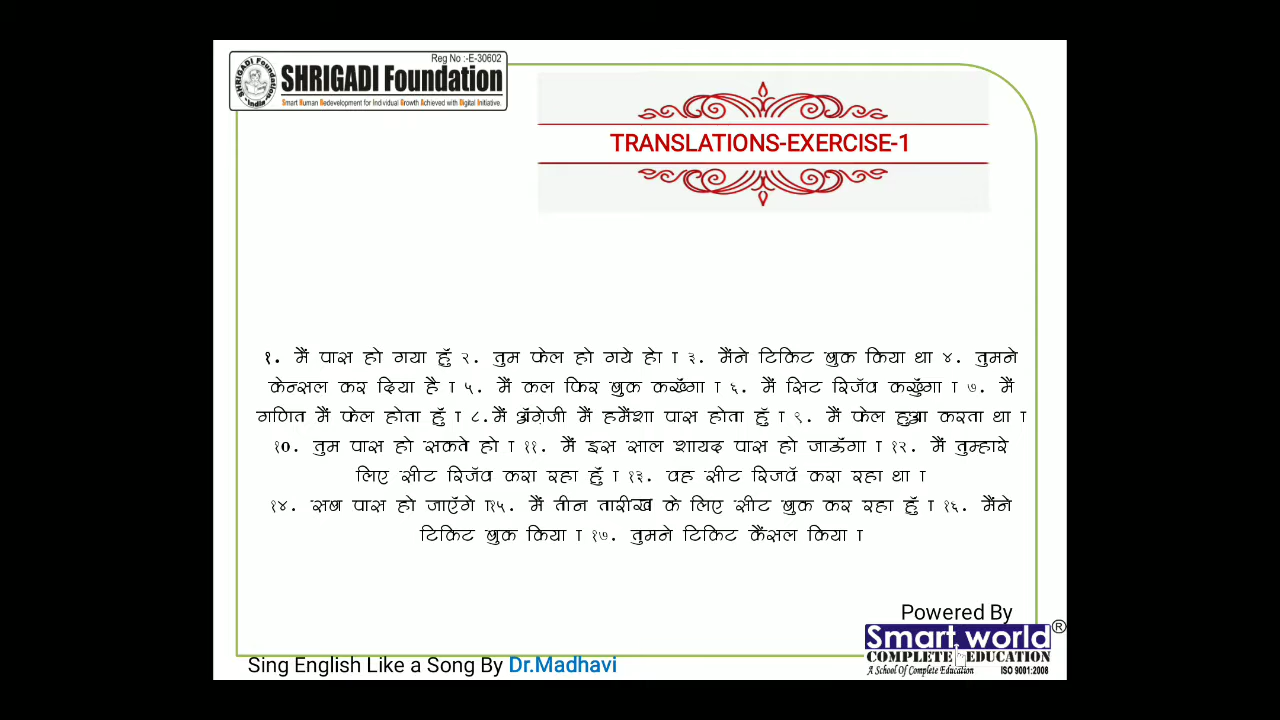 Reg No :-E-30602
SHRIGADI Foundation
Smart Human Redevelopment for Individual Growth Achieved with Digital Initiative.
TRANSLATIONS-EXERCISE-1
१. मैं पास हो गया हूँ २. तुम फेल हो गये हेा । ३. मैंने टिकिट बुक किया था ४. तुमने
केन्सल कर दिया है । ५. मैं कल फिर बुक करूँगा । ६. मैं सिट रिजॅव करूँगा । ७. मैं
गणित मैं फेल होता हूँ । ८.मैं अँग्रेजी मैं हमैंशा पास होता हूँ । ९. मैं फेल हुआ करता था ।
१0. तुम पास हो सकते हो । ११. मैं इस साल शायद पास हो जाऊँगा । १२. मैं तुम्हारे
लिए सीट रिजॅव करा रहा हूँ । १३. वह सीट रिजवॅ करा रहा था ।
१४. सब पास हो जाएँगे ।१५. मैं तीन तारीख के लिए सीट बुक कर रहा हूँ । १६. मैंने
टिकिट बुक किया । १७. तुमने टिकिट कैंसल किया ।
Powered By
Smart world ®
COMPLETE EDUCATION
A School Of Complete Education ISO 9001:2008
Sing English Like a Song By Dr.Madhavi